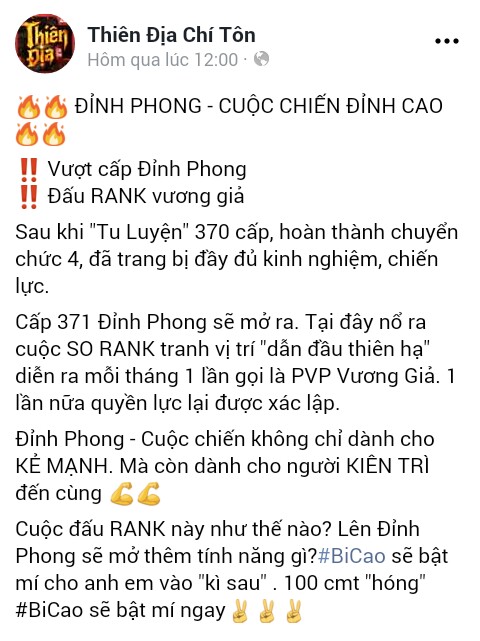 Thiên Địa
Thiên Địa Chí Tôn
Hôm qua lúc 12:00 ·
🔥🔥 ĐỈNH PHONG - CUỘC CHIẾN ĐỈNH CAO
🔥🔥
‼️ Vượt cấp Đỉnh Phong
‼️ Đấu RANK vương giả
Sau khi "Tu Luyện" 370 cấp, hoàn thành chuyển
chức 4, đã trang bị đầy đủ kinh nghiệm, chiến
lực.
Cấp 371 Đỉnh Phong sẽ mở ra. Tại đây nổ ra
cuộc SO RANK tranh vị trí "dẫn đầu thiên hạ"
diễn ra mỗi tháng 1 lần gọi là PVP Vương Giả. 1
lần nữa quyền lực lại được xác lập.
Đỉnh Phong - Cuộc chiến không chỉ dành cho
KẺ MẠNH. Mà còn dành cho người KIÊN TRÌ
đến cùng 💪💪
Cuộc đấu RANK này như thế nào? Lên Đỉnh
Phong sẽ mở thêm tính năng gì?#BiCao sẽ bật
mí cho anh em vào "kì sau" . 100 cmt "hóng"
#BiCao sẽ bật mí ngay✌️✌️✌️